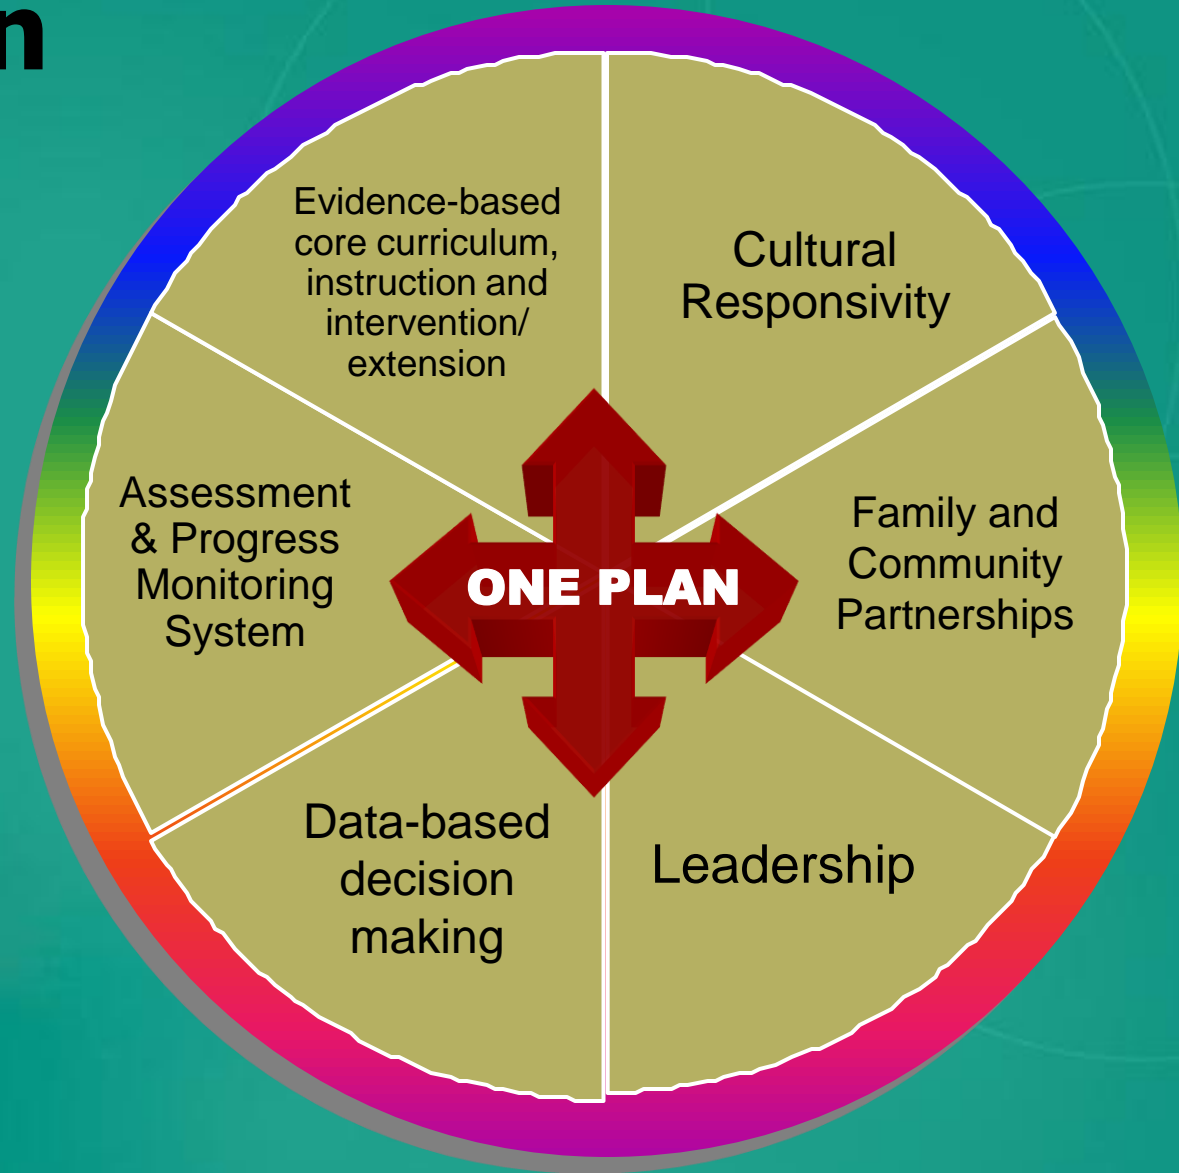 n
Evidence-based
core curriculum,
instruction and
intervention/
extension
Cultural
Responsivity
Assessment
& Progress
Monitoring
System
ONE PLAN
Family and
Community
Partnerships
Data-based
decision
making
Leadership